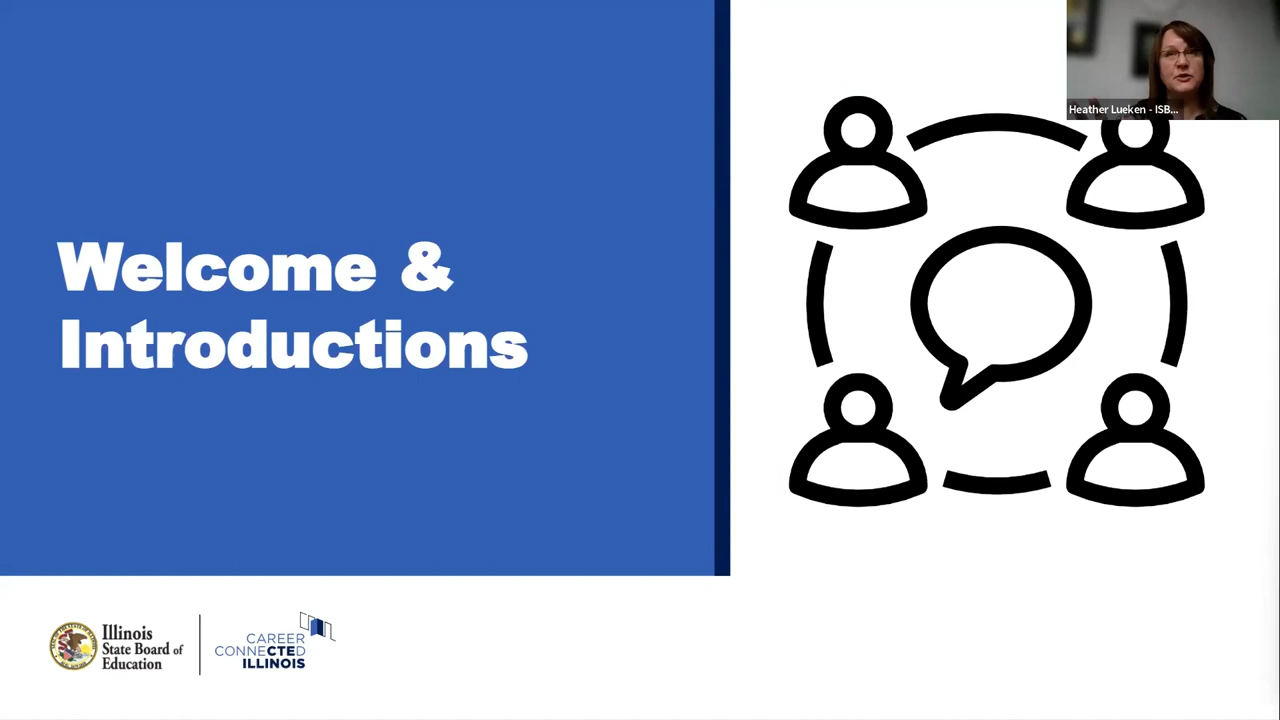 Heather Lueken - ISB...
Welcome &
Introductions
Illinois
State Board of
Education
CAREER
CONNECTED
ILLINOIS